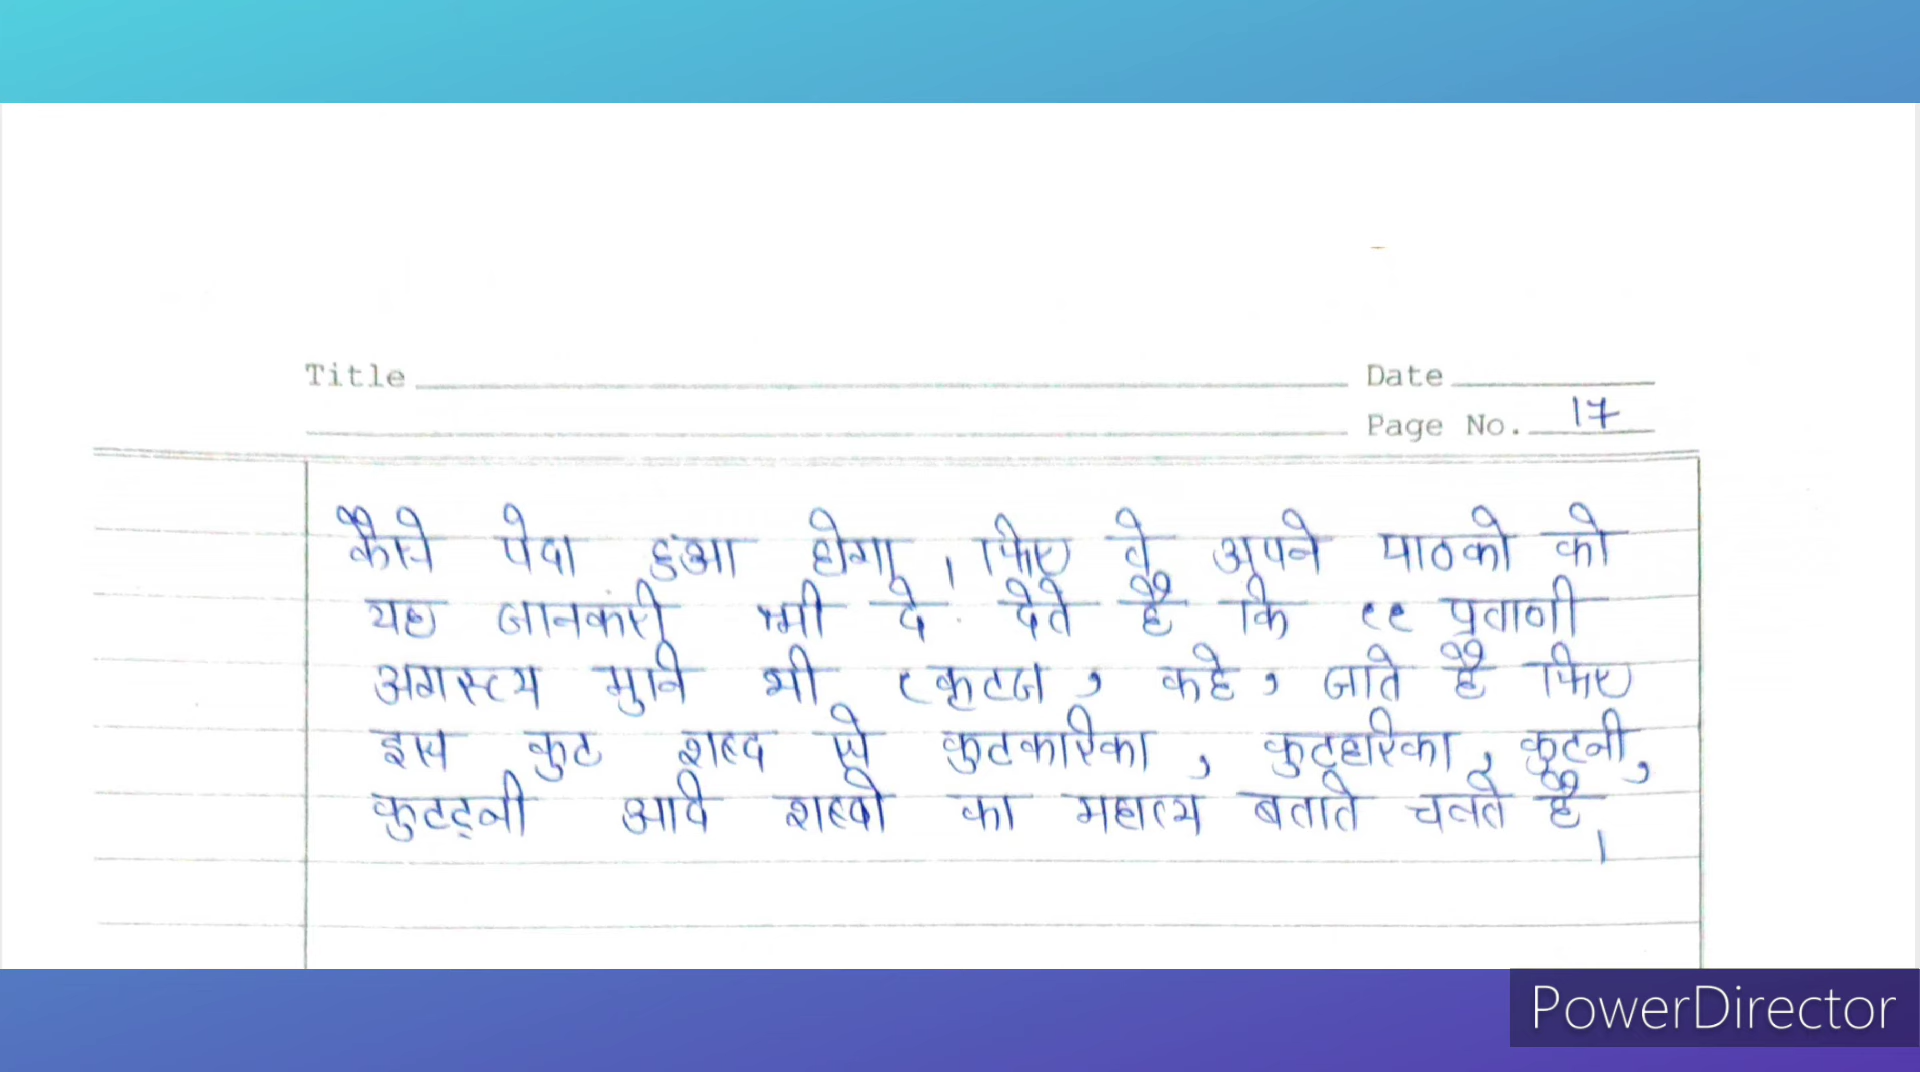 Title Date
Page No. 17
कैसे पेदा हुआ होगा, । फिर वे अपने पाठको को
यह जानकारी भी दे देते है कि पुवाणी
अगस्त्य मुनि भी कृटज , कहे , जाते है फिर
इस कुट शब्द से कुटकारिका , कुटहारिका , कुटनी,
कुटट्नी आदि शब्दो का महात्य बताते चलते है ।
PowerDirector